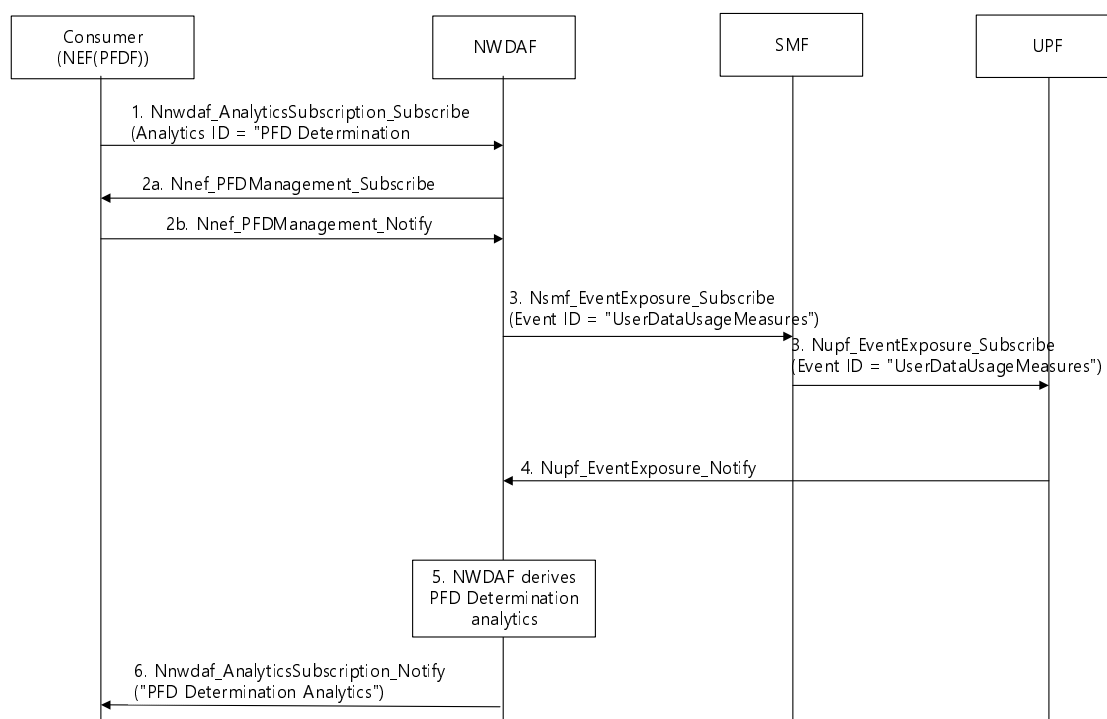 Consumer
(NEF(PFDF))
NWDAF
SMF
UPF
1. Nnwdaf_AnalyticsSubscription_Subscribe
(Analytics ID = "PFD Determination
2a. Nnef_PFDManagement_Subscribe
2b. Nnef_PFDManagement_Notify
3. Nsmf_EventExposure_Subscribe
(Event ID = "UserDataUsageMeasures")
3. Nupf_EventExposure_Subscribe
(Event ID = "UserDataUsageMeasures")
4. Nupf_EventExposure_Notify
5. NWDAF derives
PFD Determination
analytics
6. Nnwdaf_AnalyticsSubscription_Notify
("PFD Determination Analytics")